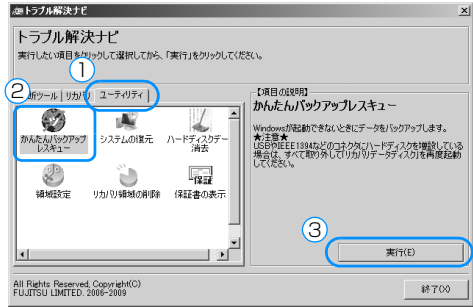 トラブル解決ナビ
トラブル解決ナビ
実行したい項目をクリックして選択してから、「実行」をクリックしてください。
①
②
断ツール
リカバリ
ユーティリティ
かんたんバックアップ
レスキュー
システムの復元
ハードディスクデータ
消去
領域設定
リカバリ領域の削除
保証
保証書の表示
【項目の説明】
かんたんバックアップレスキュー
Windowsが起動できないときにデータをバックアップします。
★注意★
USBやIEEE1394などのコネクタにハードディスクを増設している
場合は、すべて取り外して「リカバリデータディスク」を再度起動
してください。
③
実行(E)
All Rights Reserved, Copyright(C)
FUJITSU LIMITED. 2006-2009
終了(X)